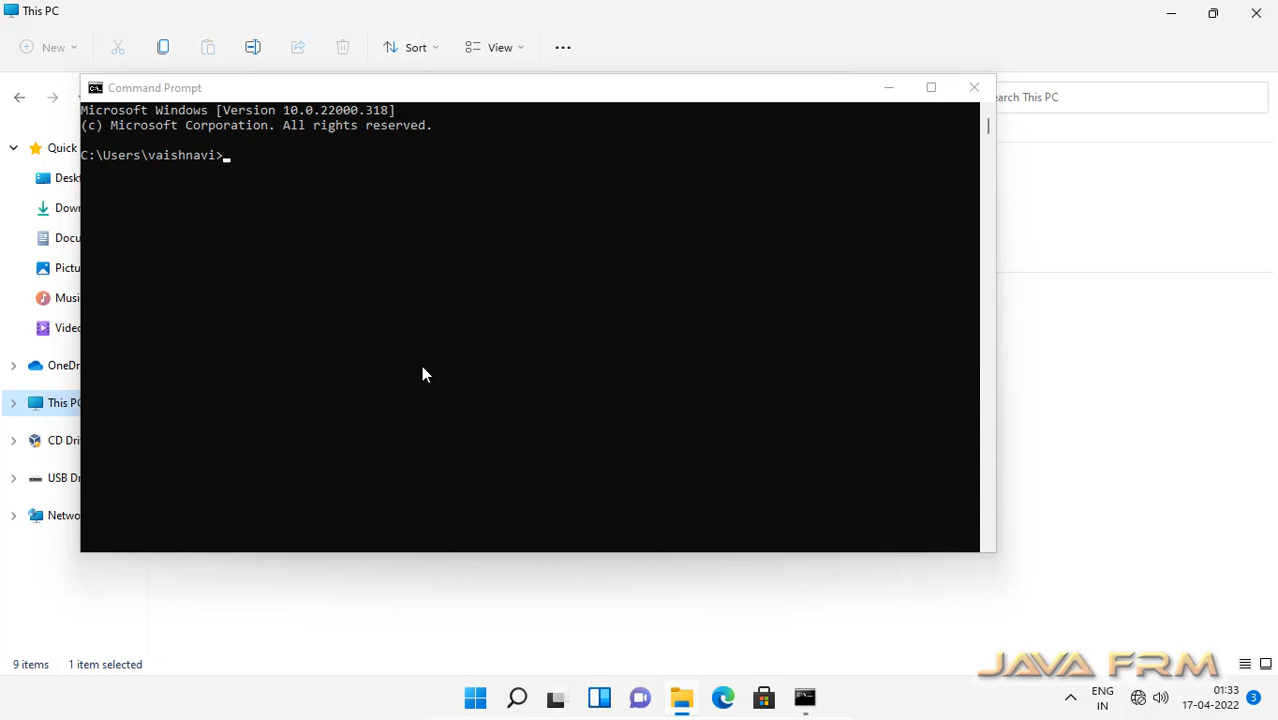 This PC
New
Sort
View
Command Prompt
Microsoft Windows [Version 10.0.22000.318]
(c) Microsoft Corporation. All rights reserved.
C:\Users\vaishnavi>
earch This PC
Quick
Deskt
Down
Docu
Pictu
Musi
Video
OneDr
This PC
CD Dri
USB Dr
Netwo
9 items
1 item selected
JAVA FRM
ENG
IN
01:33
17-04-2022
3